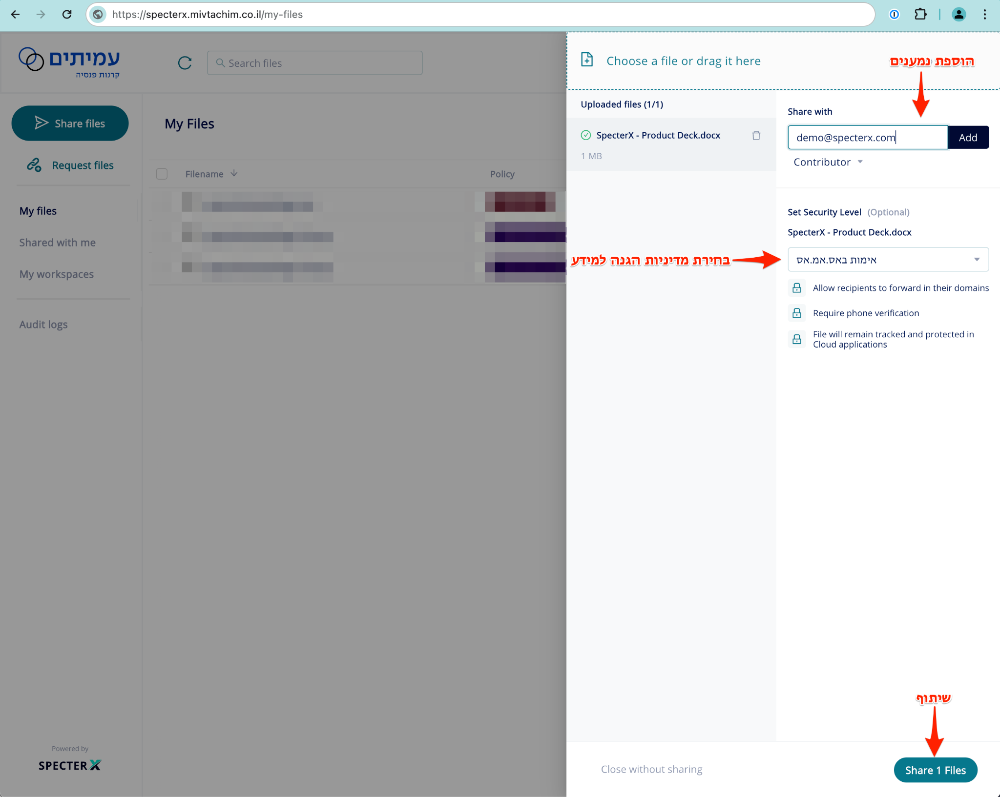 https://specterx.mivtachim.co.il/my-files
עמיתים
קרנות פנסיה
Search files
Share files
Request files
My files
Shared with me
My workspaces
Audit logs
Powered by
SPECTERX
My Files
Filename
Policy
Choose a file or drag it here
הוספת נמענים
Uploaded files (1/1)
SpecterX - Product Deck.docx
1 MB
Share with
demo@specterx.com
Add
Contributor
Set Security Level (Optional)
SpecterX - Product Deck.docx
בחירת מדיניות הגנה למידע
אימות באס.אמ.אס
Allow recipients to forward in their domains
Require phone verification
File will remain tracked and protected in
Cloud applications
שיתוף
Close without sharing
Share 1 Files